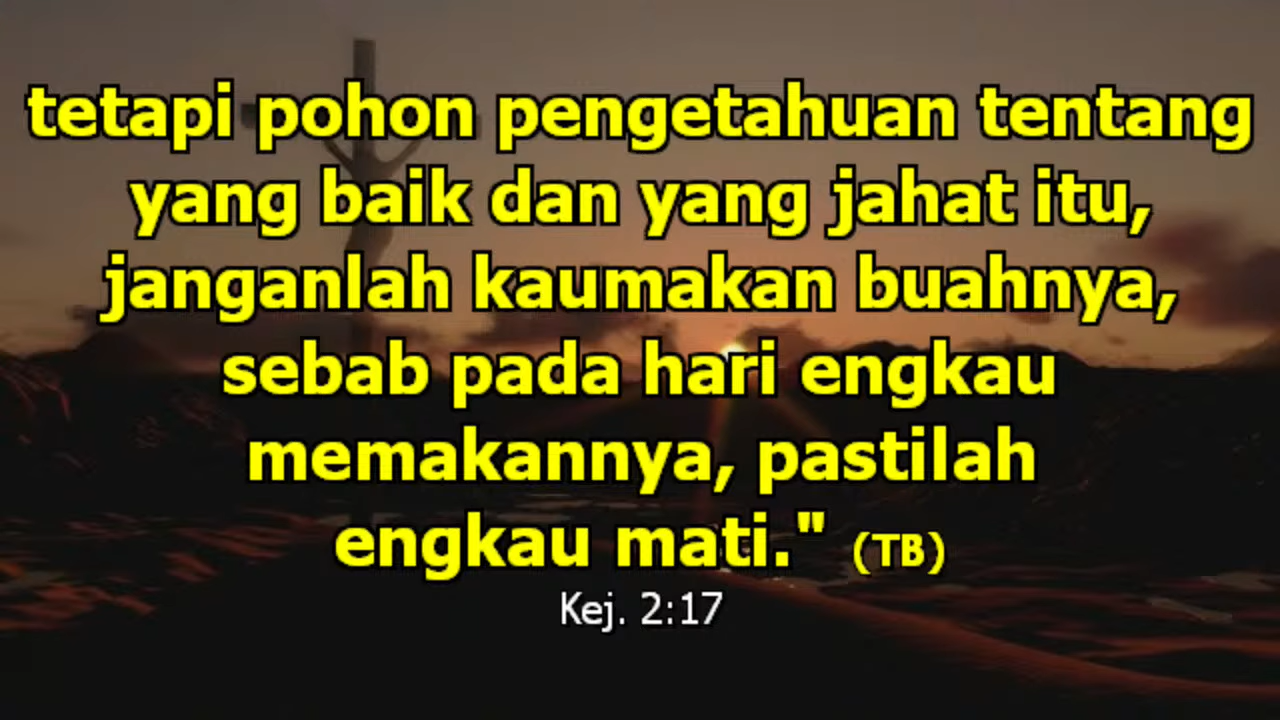 tetapi pohon pengetahuan tentang
yang baik dan yang jahat itu,
janganlah kaumakan buahnya,
sebab pada hari engkau
memakannya, pastilah
engkau mati." (TB)
Kej. 2:17